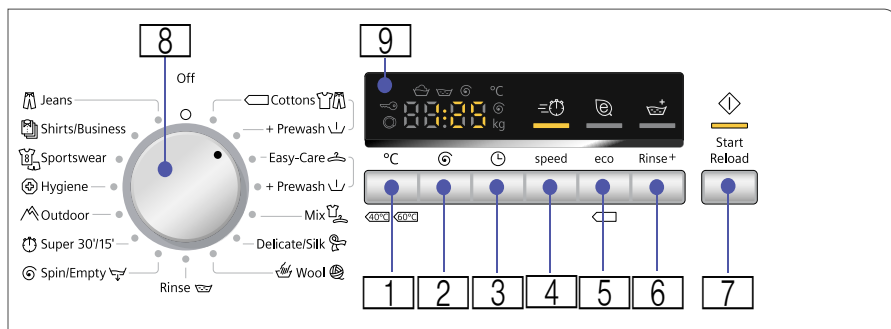 8
9
Off
Jeans
Shirts/Business
Sportswear
Hygiene
Outdoor
Super 30'/15'
Spin/Empty
Rinse
Cottons
+ Prewash
Easy-Care
+ Prewash
Mix
Delicate/Silk
Wool
°C
1:23
kg
Start
Reload
°C
speed
eco
Rinse+
40°C 60°C
1
2
3
4
5
6
7